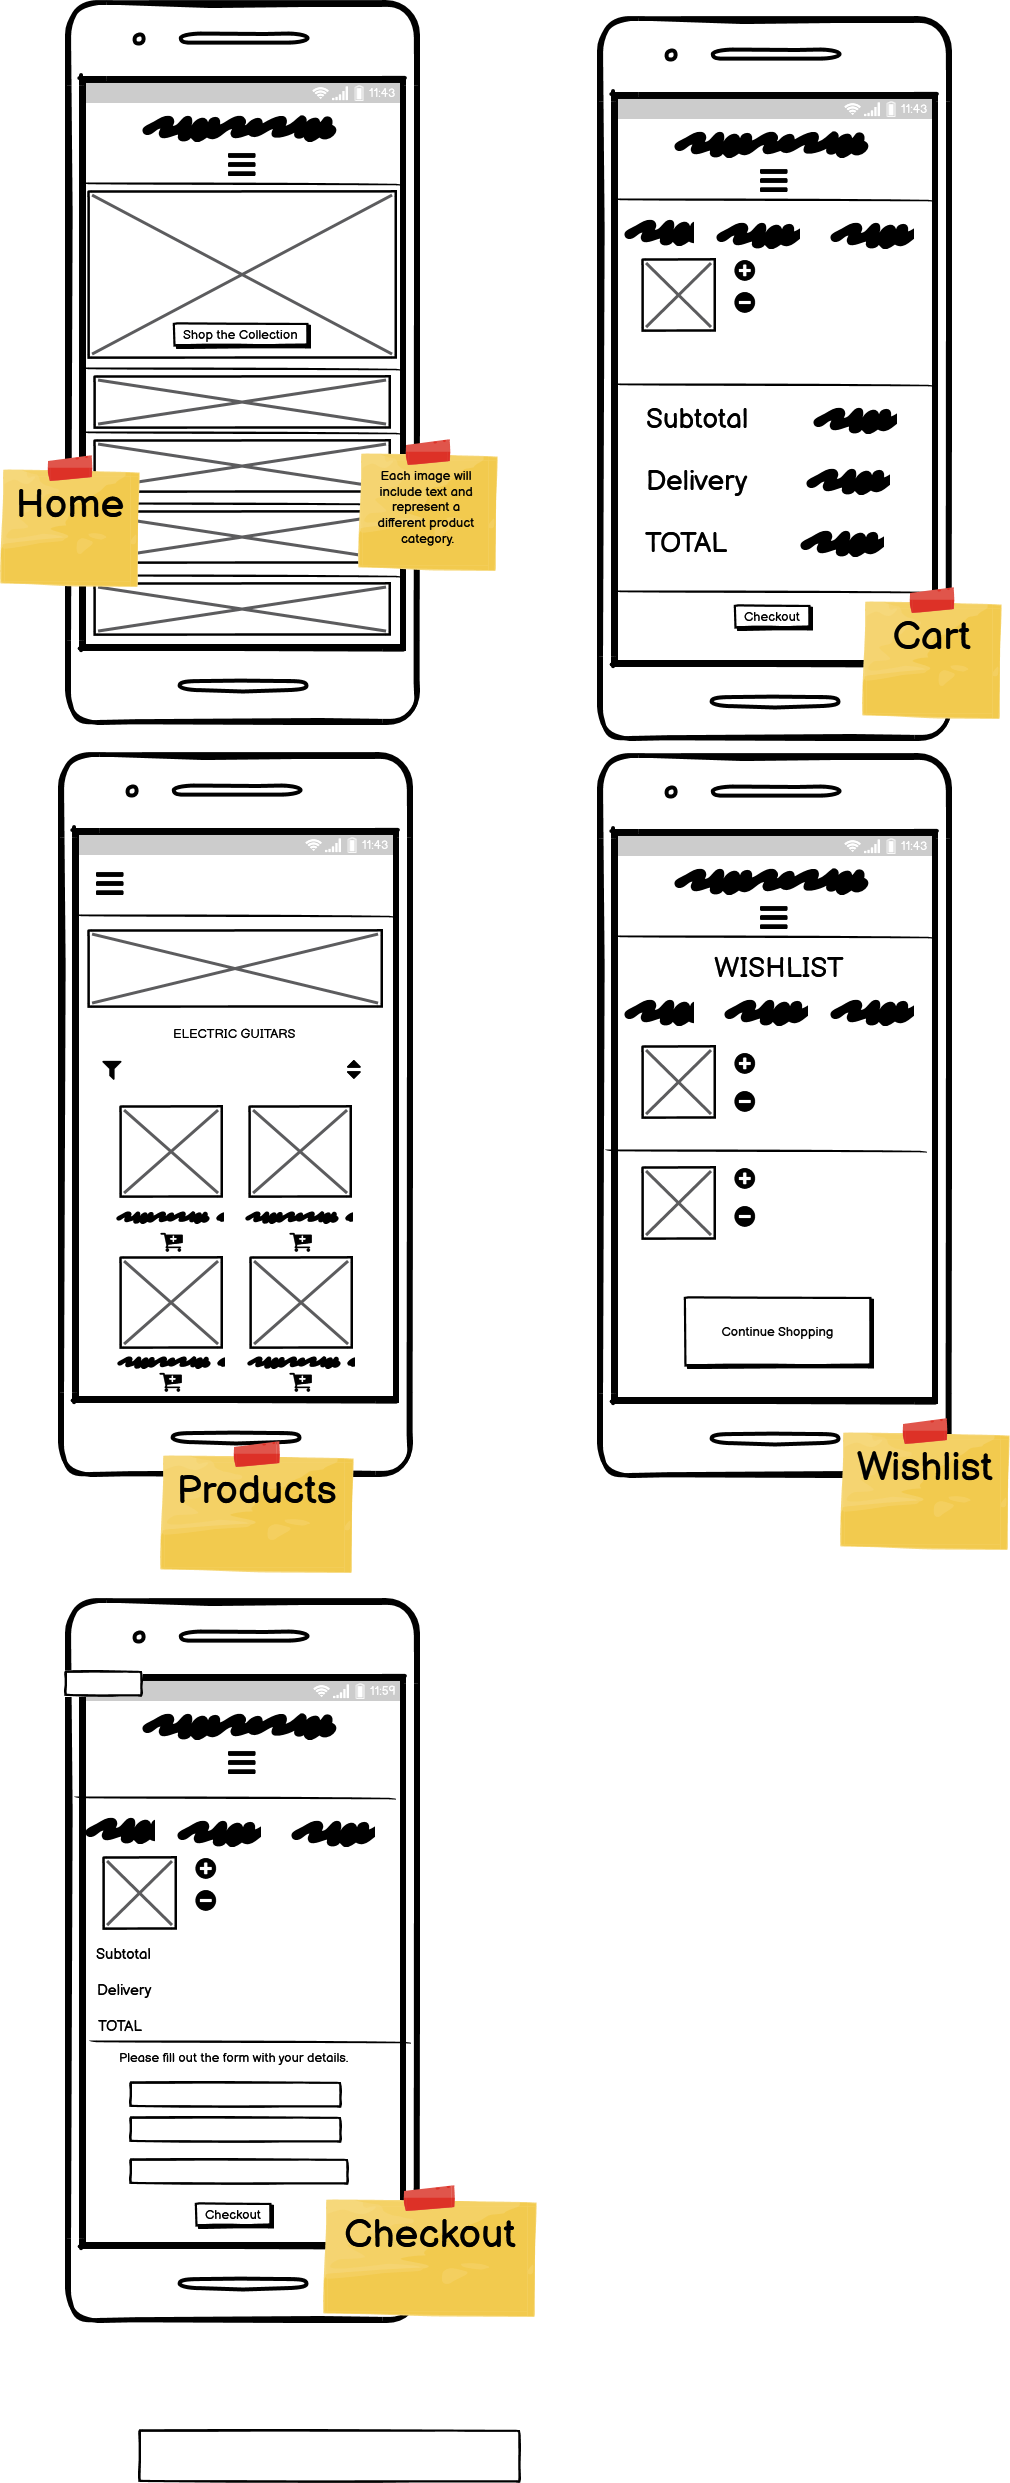 11:43
Shop the Collection
Home
Each image will
include text and
represent a
different product
category.
11:43
Subtotal
Delivery
TOTAL
Checkout
Cart
11:43
ELECTRIC GUITARS
Products
11:43
WISHLIST
Continue Shopping
Wishlist
11:59
Subtotal
Delivery
TOTAL
Please fill out the form with your details.
Checkout
Checkout